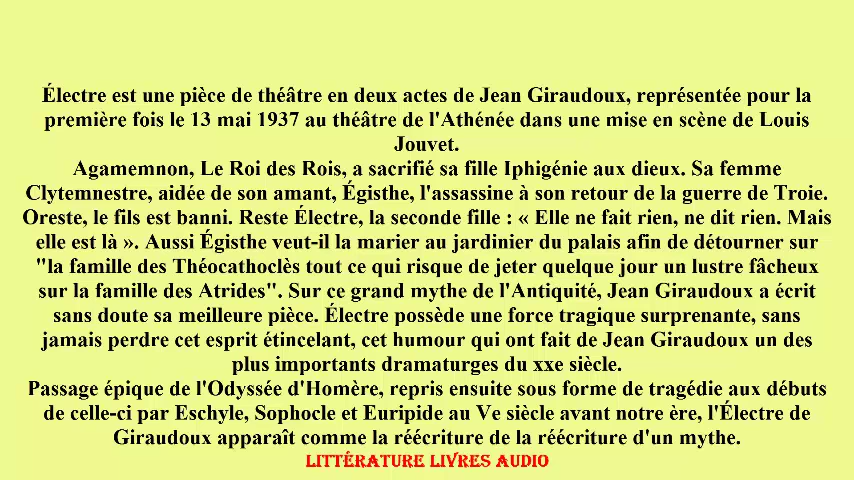 Électre est une pièce de théâtre en deux actes de Jean Giraudoux, représentée pour la
première fois le 13 mai 1937 au théâtre de l'Athénée dans une mise en scène de Louis
Jouvet.
Agamemnon, Le Roi des Rois, a sacrifié sa fille Iphigénie aux dieux. Sa femme
Clytemnestre, aidée de son amant, Égisthe, l'assassine à son retour de la guerre de Troie.
Oreste, le fils est banni. Reste Électre, la seconde fille : « Elle ne fait rien, ne dit rien. Mais
elle est là ». Aussi Égisthe veut-il la marier au jardinier du palais afin de détourner sur
"la famille des Théocathoclès tout ce qui risque de jeter quelque jour un lustre fâcheux
sur la famille des Atrides". Sur ce grand mythe de l'Antiquité, Jean Giraudoux a écrit
sans doute sa meilleure pièce. Électre possède une force tragique surprenante, sans
jamais perdre cet esprit étincelant, cet humour qui ont fait de Jean Giraudoux un des
plus importants dramaturges du xxe siècle.
Passage épique de l'Odyssée d'Homère, repris ensuite sous forme de tragédie aux débuts
de celle-ci par Eschyle, Sophocle et Euripide au Ve siècle avant notre ère, l'Électre de
Giraudoux apparaît comme la réécriture de la réécriture d'un mythe.
LITTÉRATURE LIVRES AUDIO